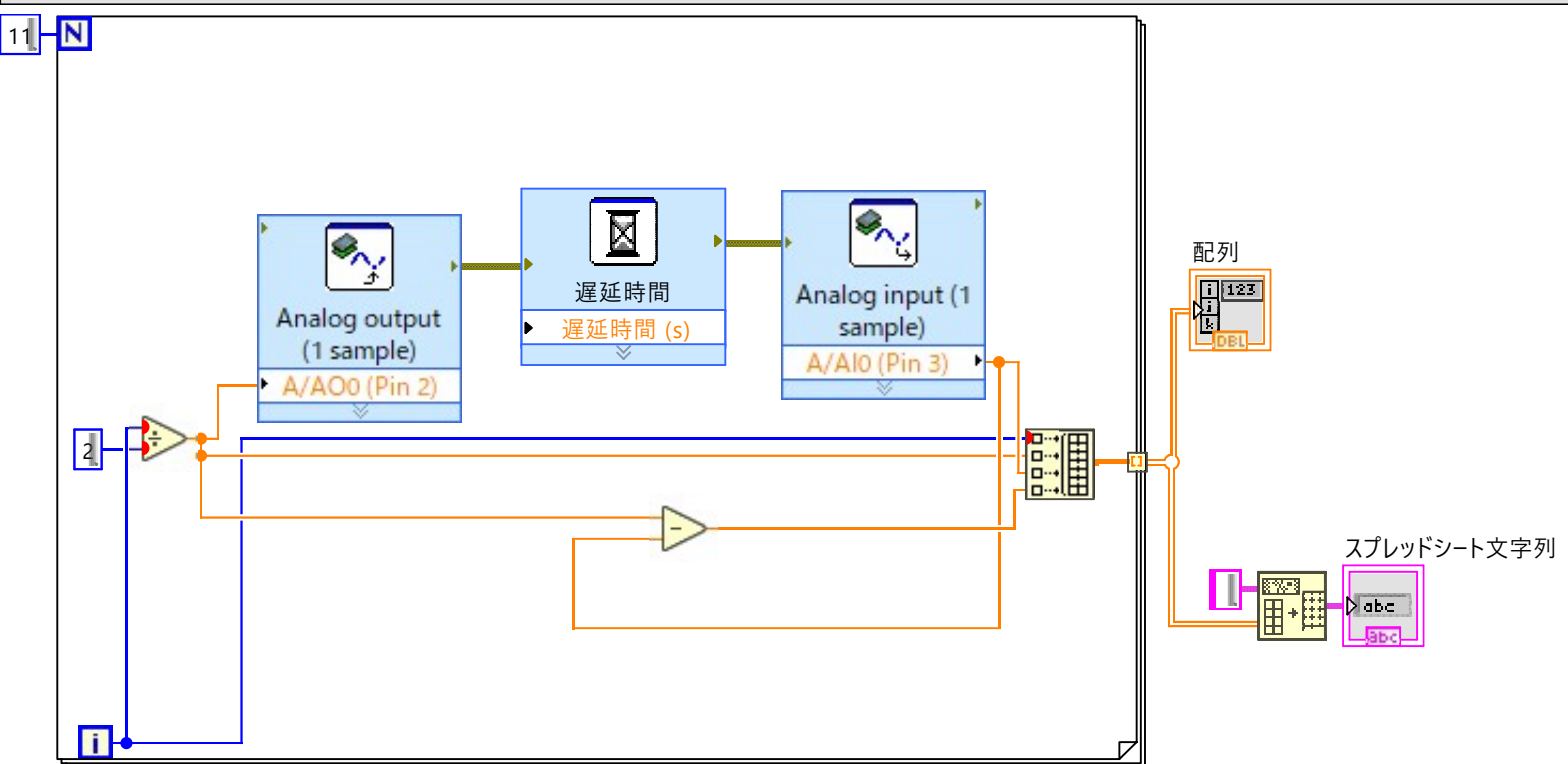 11
N
Analog output
(1 sample)
A/AO0 (Pin 2)
遅延時間
遅延時間 (s)
Analog input (1
sample)
A/AI0 (Pin 3)
2
÷
-
i
配列
i
j
k
123
DBL
スプレッドシート文字列
abc
abc